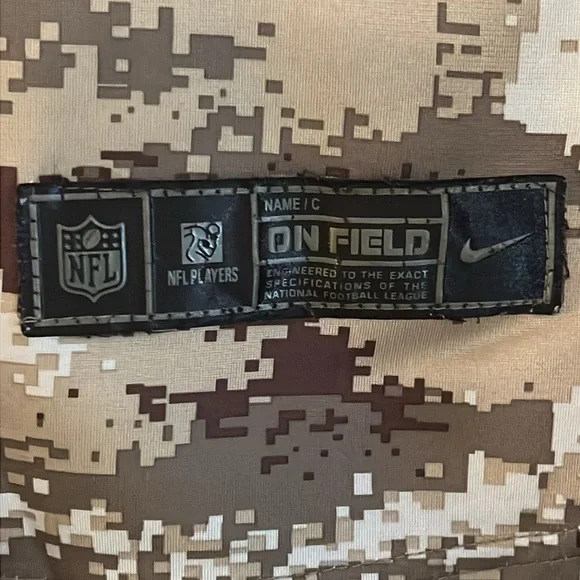 NFL
NFL PLAYERS
NAME / C
ON FIELD
ENGINEERED TO THE EXACT
SPECIFICATIONS OF THE
NATIONAL FOOTBALL LEAGUE